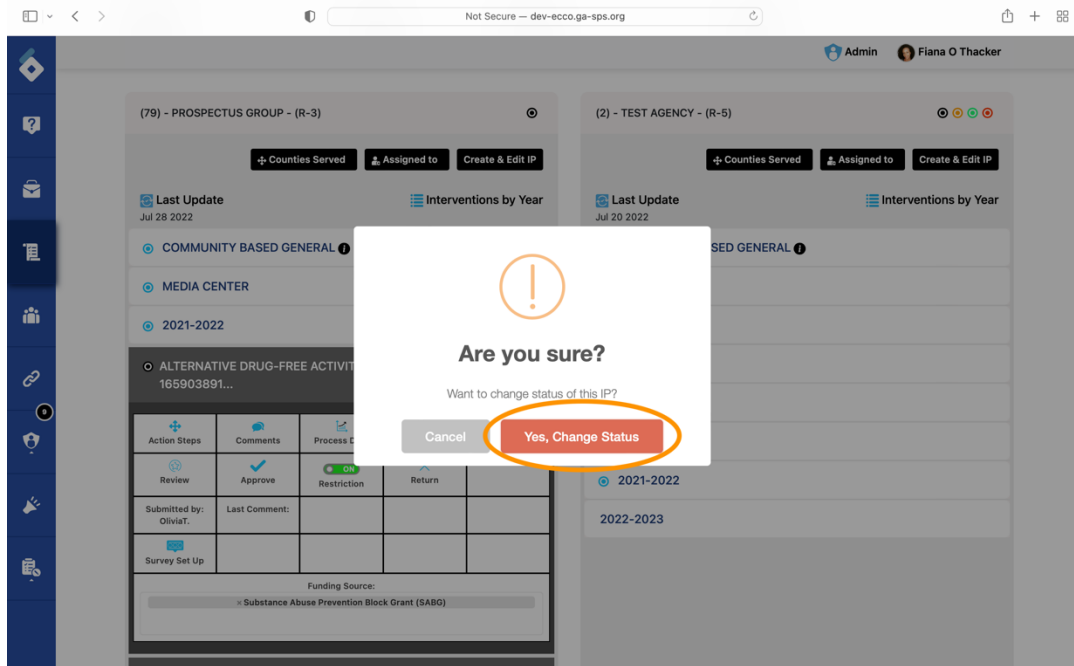 Not Secure — dev-ecco.ga-sps.org
Admin
Fiana O Thacker
(79) - PROSPECTUS GROUP - (R-3)
Counties Served
Assigned to
Create & Edit IP
Last Update
Interventions by Year
Jul 28 2022
COMMUNITY BASED GENERAL
MEDIA CENTER
2021-2022
ALTERNATIVE DRUG-FREE ACTIVIT
165903891...
Action Steps
Comments
Process D
Review
Approve
ON
Restriction
Return
Submitted by:
OliviaT.
Last Comment:
Survey Set Up
Funding Source:
× Substance Abuse Prevention Block Grant (SABG)
(2) - TEST AGENCY - (R-5)
Counties Served
Assigned to
Create & Edit IP
Last Update
Interventions by Year
Jul 20 2022
SED GENERAL
2021-2022
2022-2023
Are you sure?
Want to change status of this IP?
Cancel
Yes, Change Status